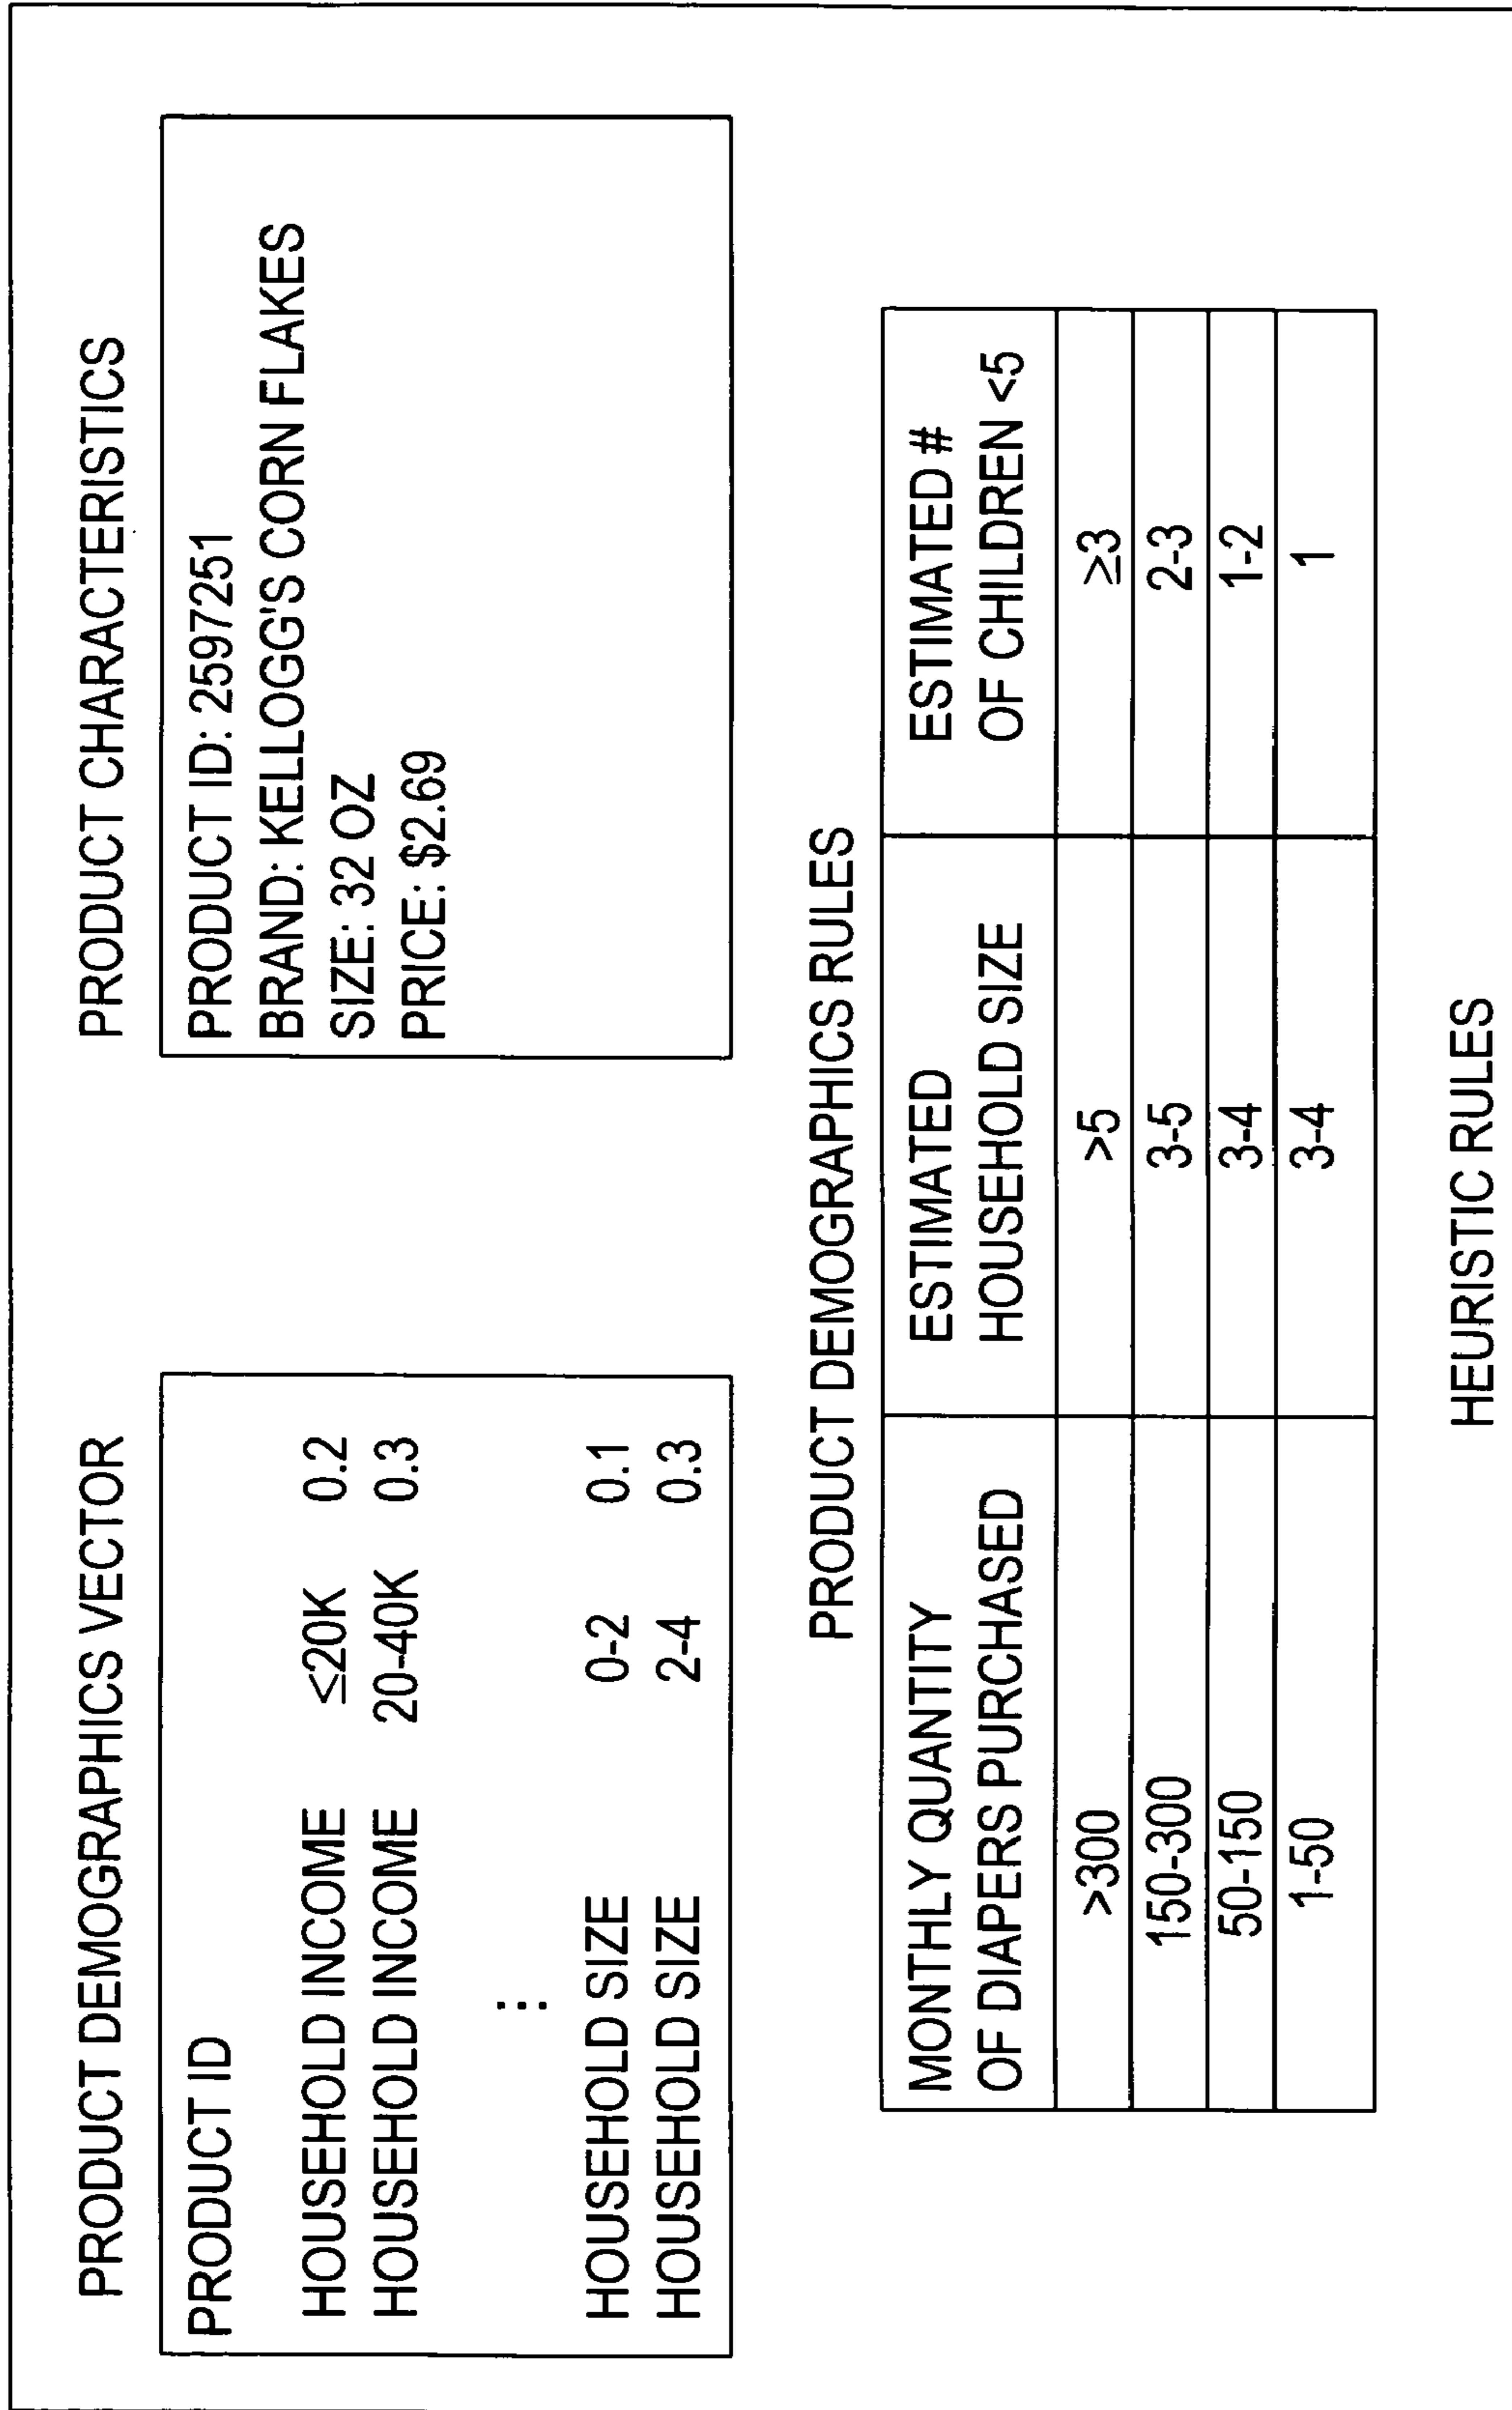 PRODUCT DEMOGRAPHICS VECTOR
PRODUCT ID
HOUSEHOLD INCOME ≤20K 0.2
HOUSEHOLD INCOME 20-40K 0.3
⋮
HOUSEHOLD SIZE 0-2 0.1
HOUSEHOLD SIZE 2-4 0.3
PRODUCT CHARACTERISTICS
PRODUCT ID: 2597251
BRAND: KELLOGG'S CORN FLAKES
SIZE: 32 OZ
PRICE: $2.69
PRODUCT DEMOGRAPHICS RULES
MONTHLY QUANTITY
OF DIAPERS PURCHASED
ESTIMATED
HOUSEHOLD SIZE
ESTIMATED #
OF CHILDREN <5
>300 >5 ≥3
150-300 3-5 2-3
50-150 3-4 1-2
1-50 3-4 1
HEURISTIC RULES